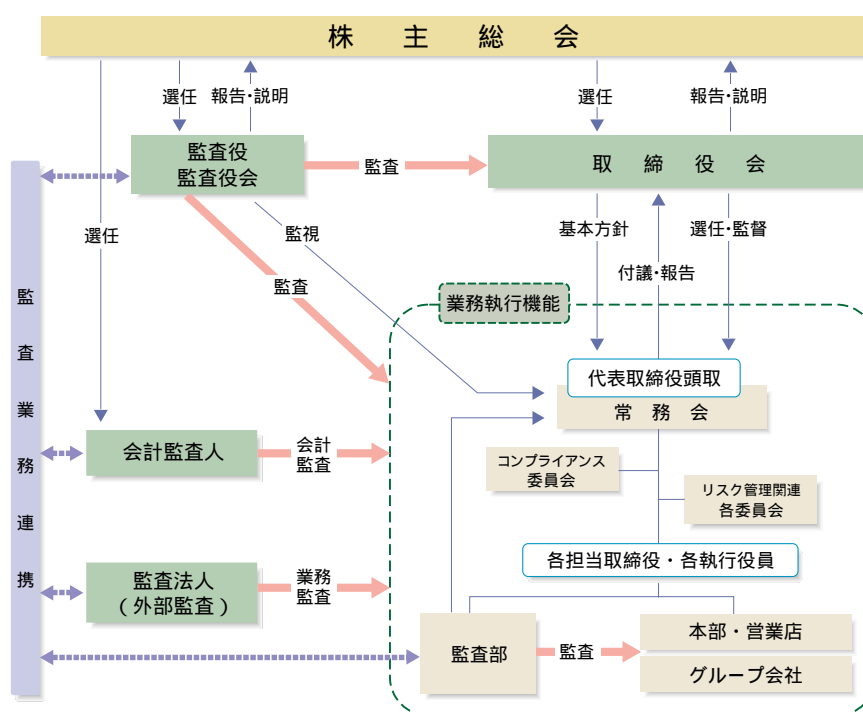 株主総会
選任
報告・説明
選任
報告・説明
監査役
監査役会
監査
取締役会
選任
監視
監査
基本方針
付議・報告
選任・監督
監査業務連携
業務執行機能
代表取締役頭取
常務会
会計監査人
会計
監査
コンプライアンス
委員会
リスク管理関連
各委員会
各担当取締役・各執行役員
監査法人
(外部監査)
業務
監査
監査部
監査
本部・営業店
グループ会社